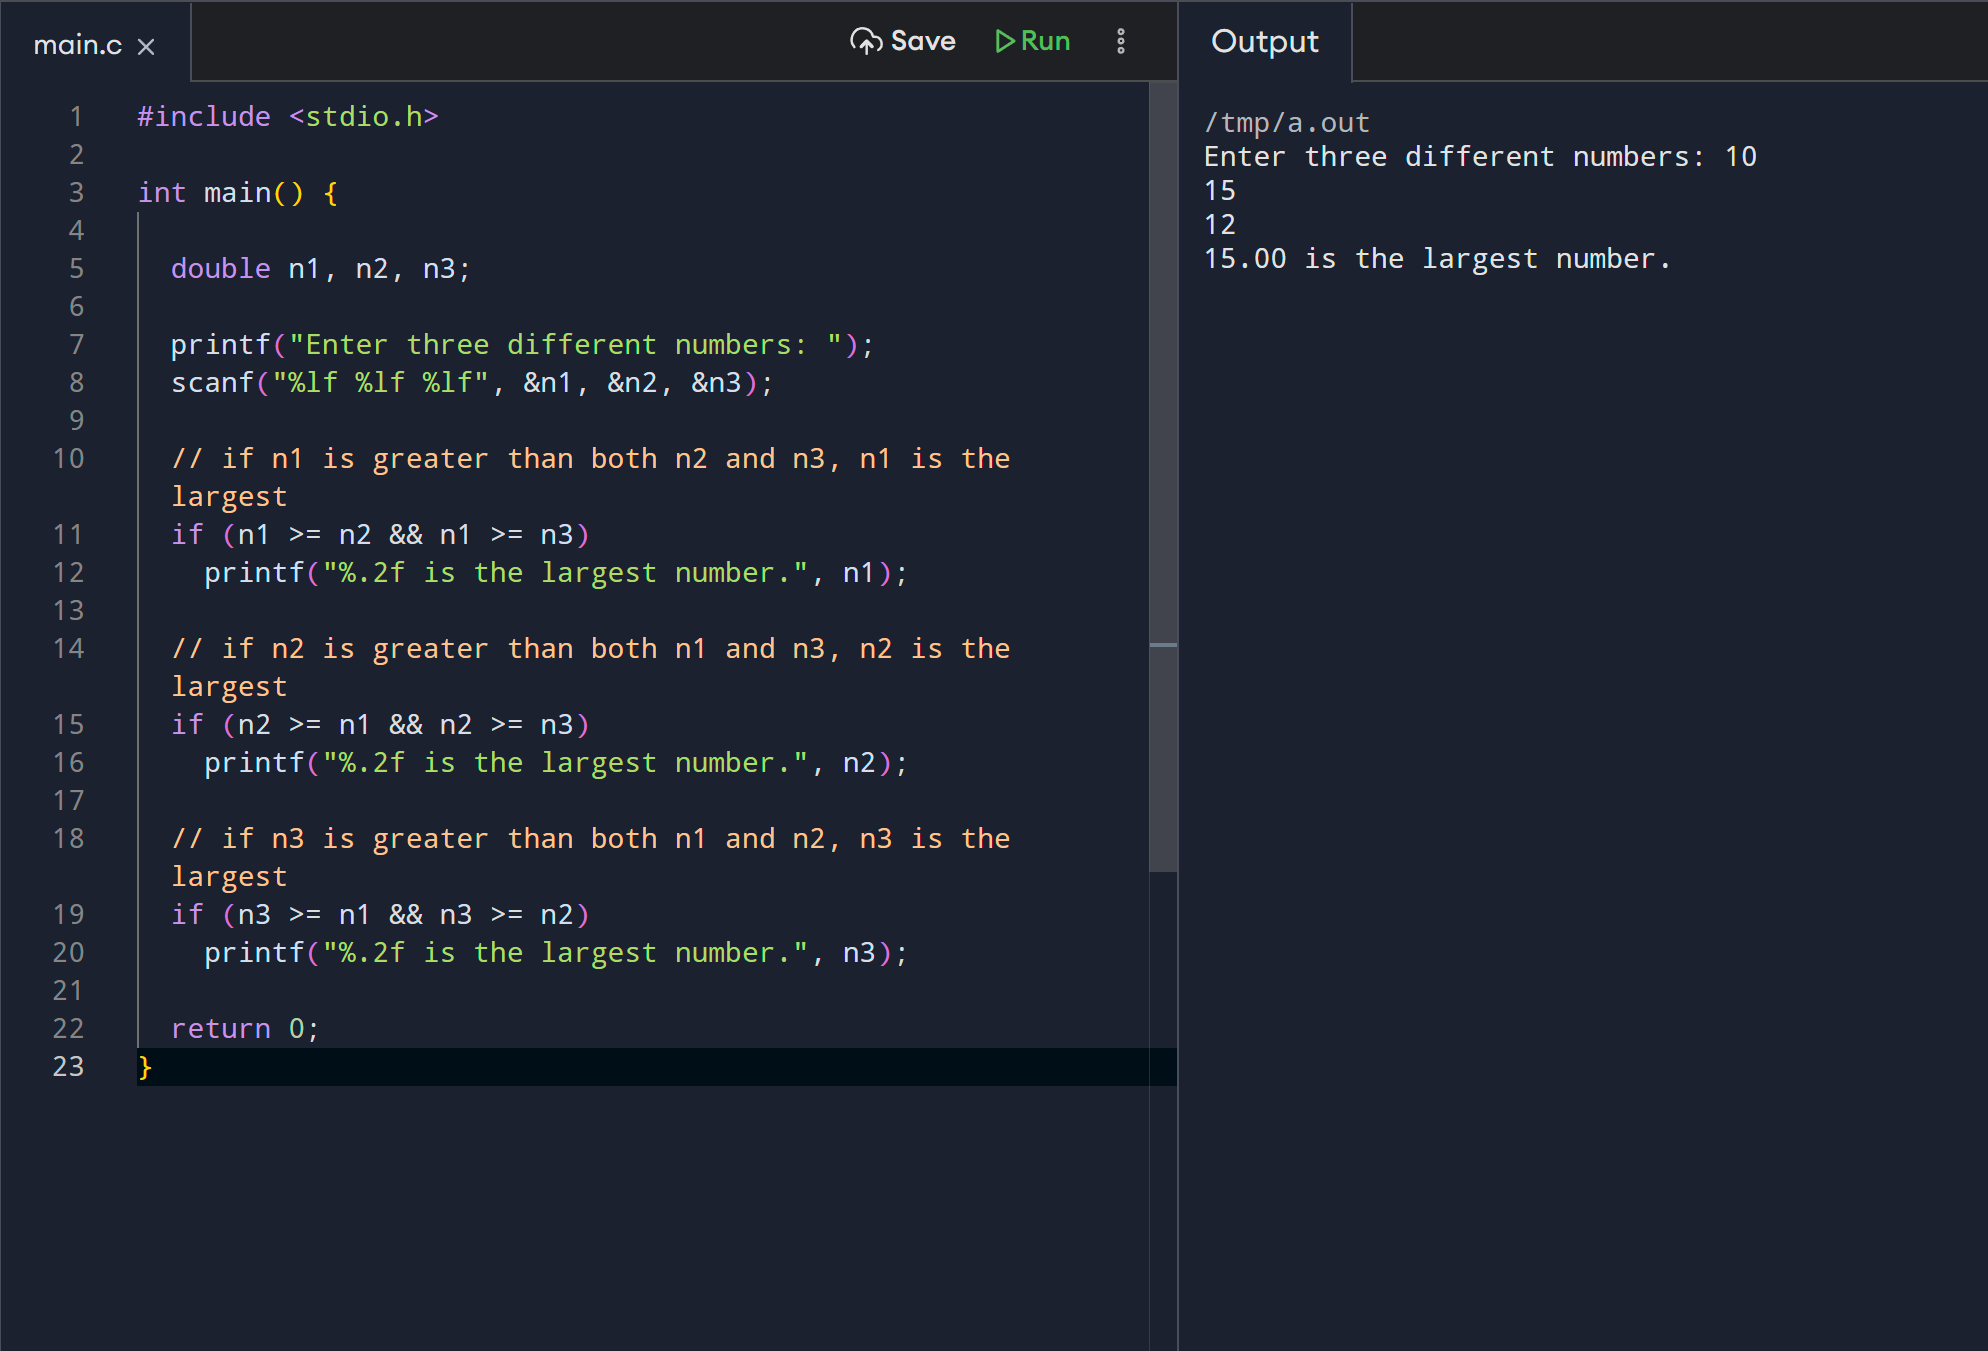 main.c ×
Save Run
1 #include <stdio.h>
2
3 int main() {
4
5   double n1, n2, n3;
6
7   printf("Enter three different numbers: ");
8   scanf("%lf %lf %lf", &n1, &n2, &n3);
9
10   // if n1 is greater than both n2 and n3, n1 is the
largest
11   if (n1 >= n2 && n1 >= n3)
12     printf("%.2f is the largest number.", n1);
13
14   // if n2 is greater than both n1 and n3, n2 is the
largest
15   if (n2 >= n1 && n2 >= n3)
16     printf("%.2f is the largest number.", n2);
17
18   // if n3 is greater than both n1 and n2, n3 is the
largest
19   if (n3 >= n1 && n3 >= n2)
20     printf("%.2f is the largest number.", n3);
21
22   return 0;
23 }
Output
/tmp/a.out
Enter three different numbers: 10
15
12
15.00 is the largest number.